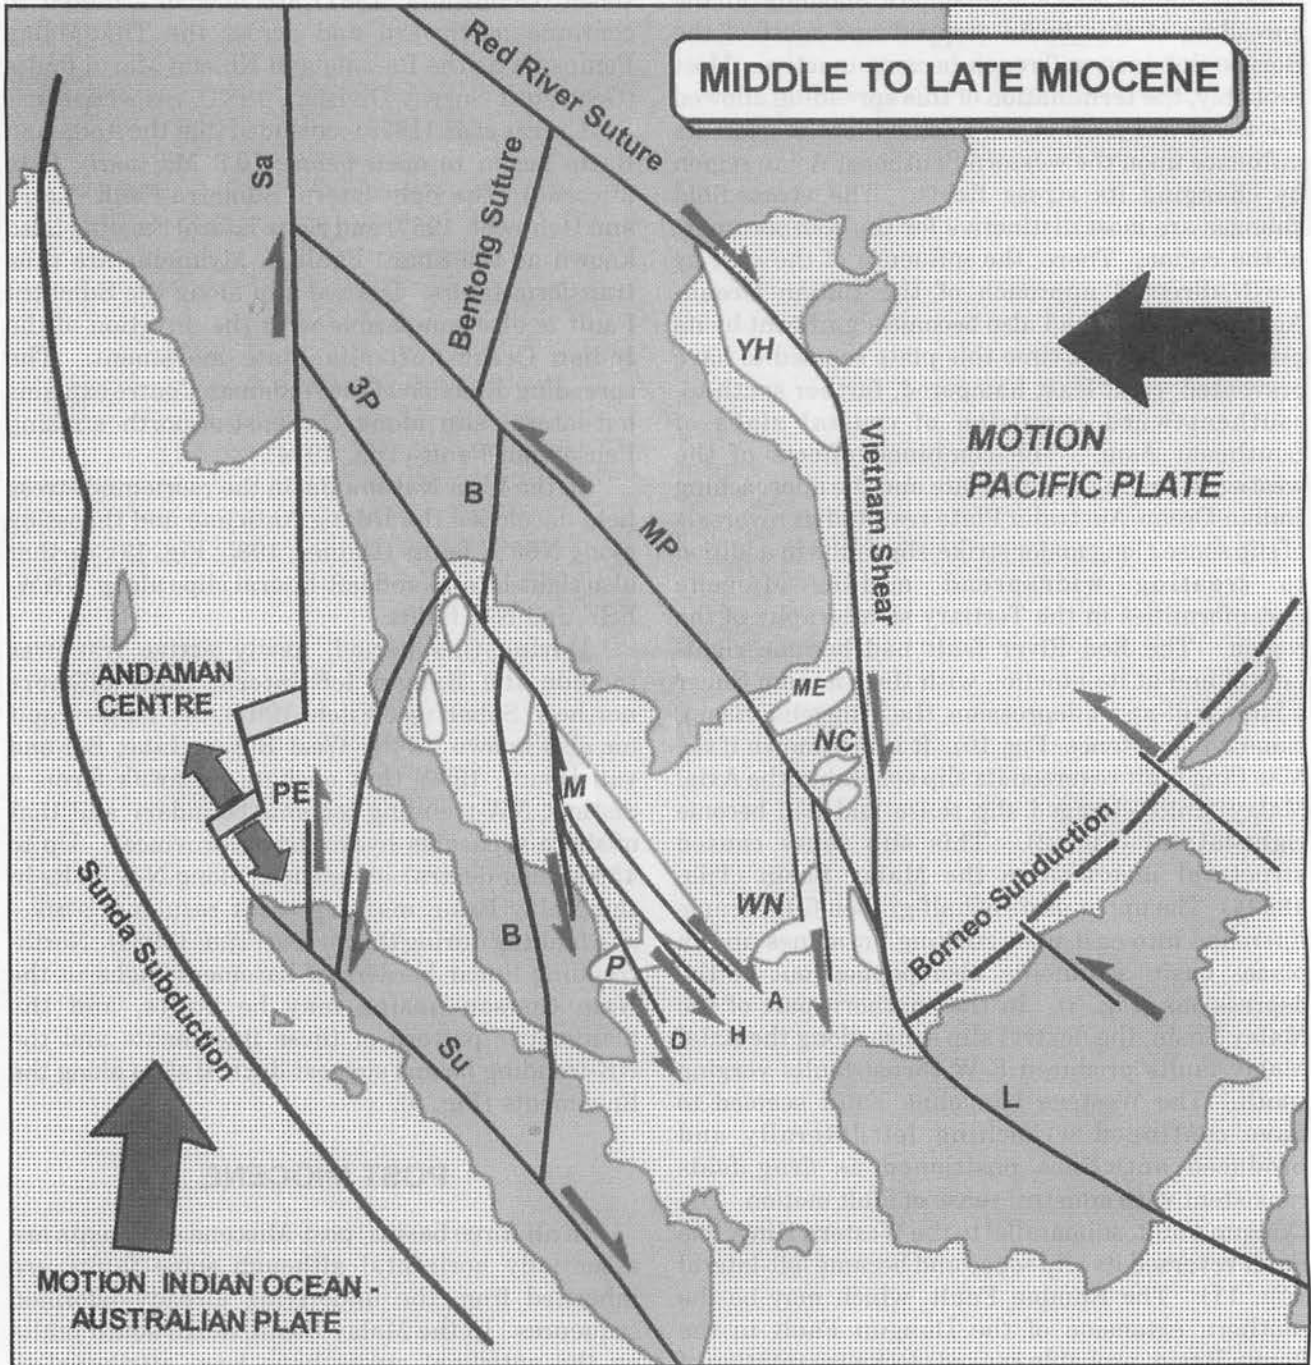 MIDDLE TO LATE MIOCENE
Red River Suture
Sa
Bentong Suture
YH
3P
MOTION
PACIFIC PLATE
Vietnam Shear
B
MP
ANDAMAN
CENTRE
ME
NC
PE
M
Sunda Subduction
WN
Borneo Subduction
B
P
A
D
H
Su
L
MOTION INDIAN OCEAN -
AUSTRALIAN PLATE